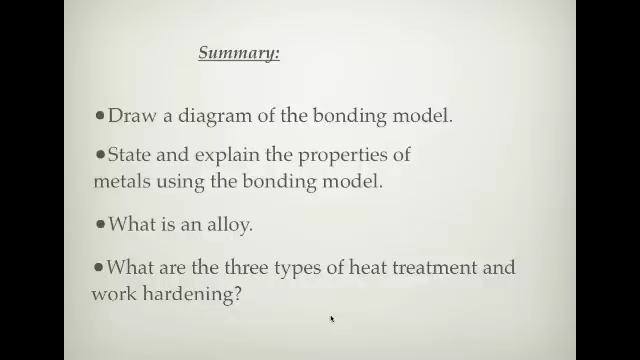 Summary:
•Draw a diagram of the bonding model.
•State and explain the properties of
metals using the bonding model.
•What is an alloy.
•What are the three types of heat treatment and
work hardening?